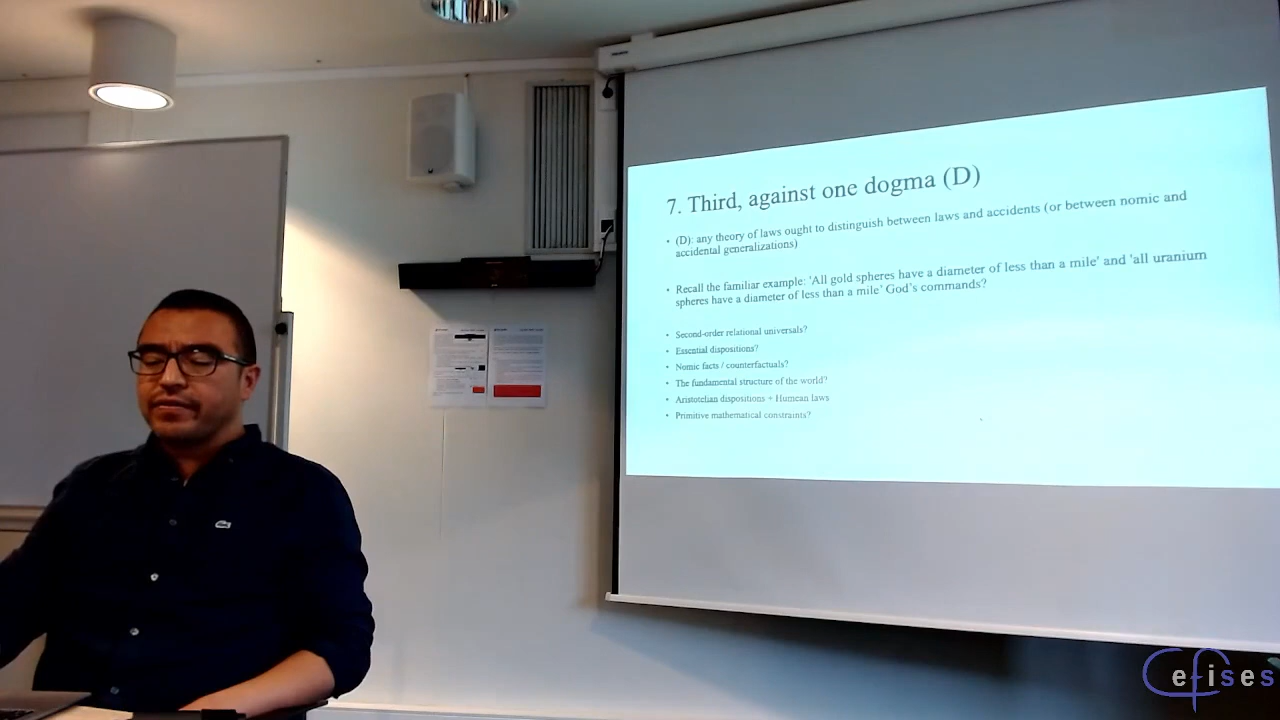 7. Third, against one dogma (D)
• (D): any theory of laws ought to distinguish between laws and accidents (or between nomic and
accidental generalizations)
• Recall the familiar example: 'All gold spheres have a diameter of less than a mile' and 'all uranium
spheres have a diameter of less than a mile' God's commands?
• Second-order relational universals?
• Essential dispositions?
• Nomic facts / counterfactuals?
• The fundamental structure of the world?
• Aristotelian dispositions + Humean laws
• Primitive mathematical constraints?
Cefises